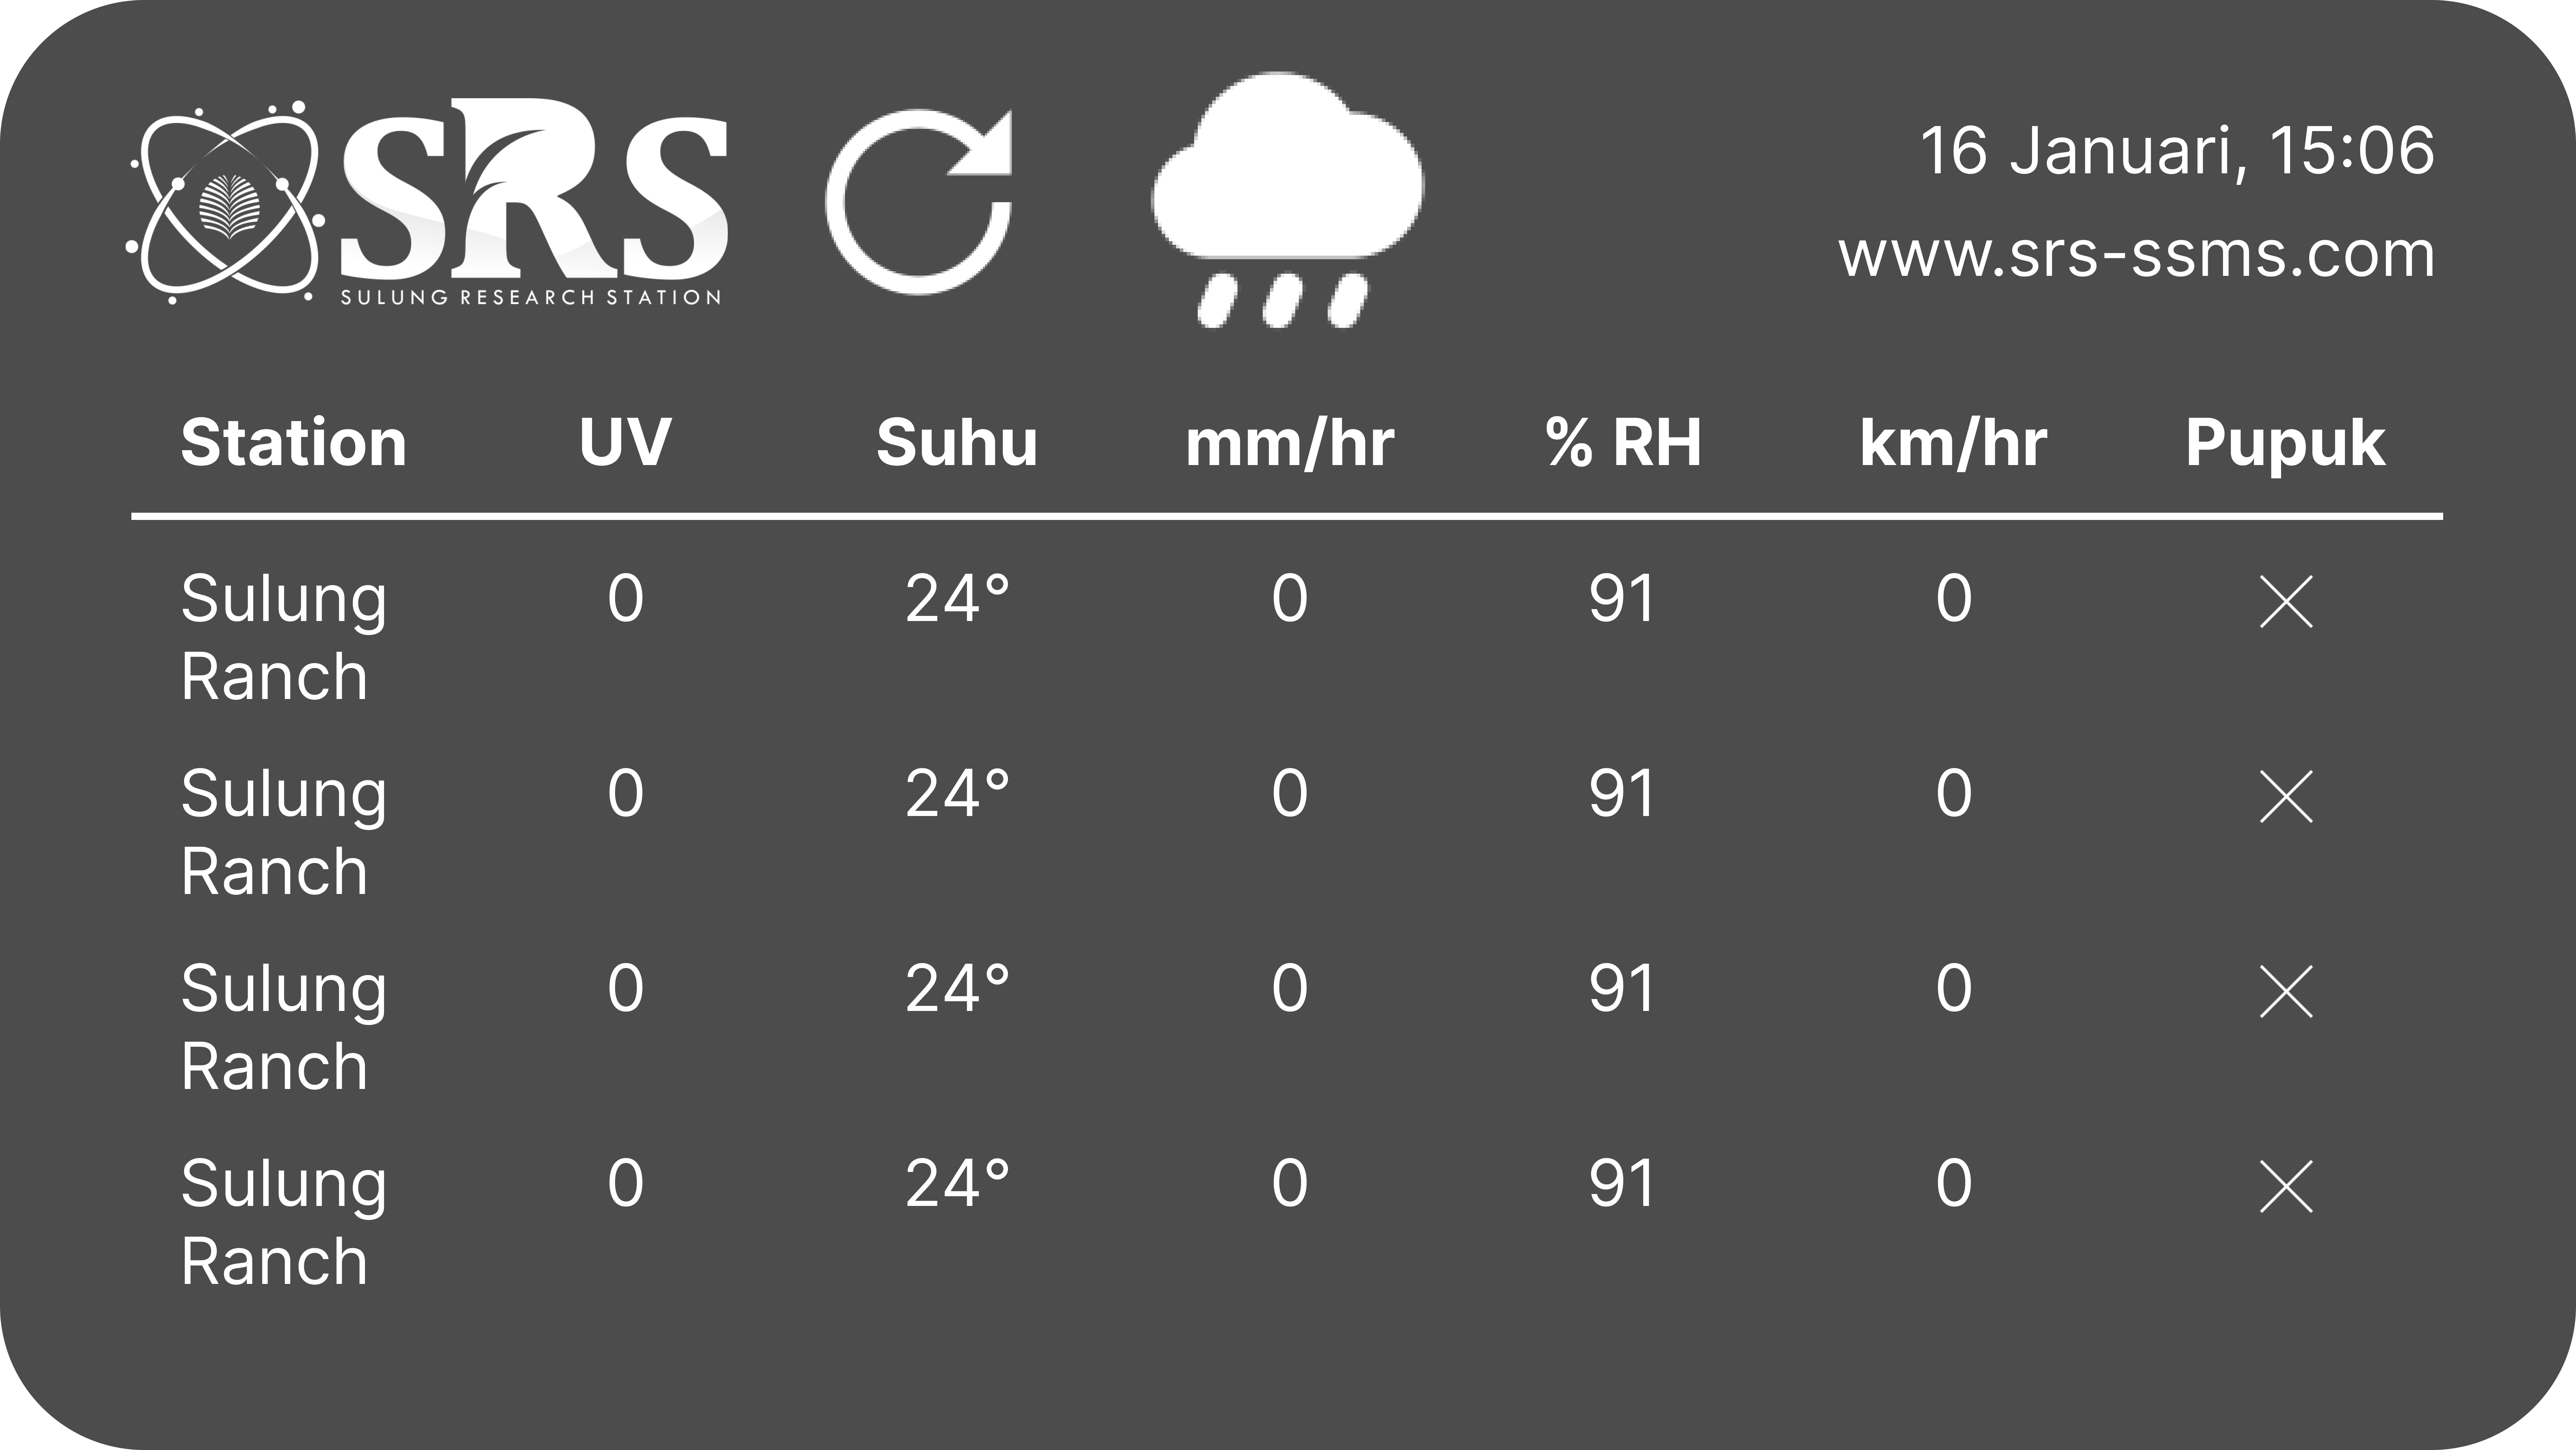 SRS
SULUNG RESEARCH STATION
16 Januari, 15:06
www.srs-ssms.com
Station UV Suhu mm/hr % RH km/hr Pupuk
Sulung 0 24° 0 91 0
Ranch
Sulung 0 24° 0 91 0
Ranch
Sulung 0 24° 0 91 0
Ranch
Sulung 0 24° 0 91 0
Ranch